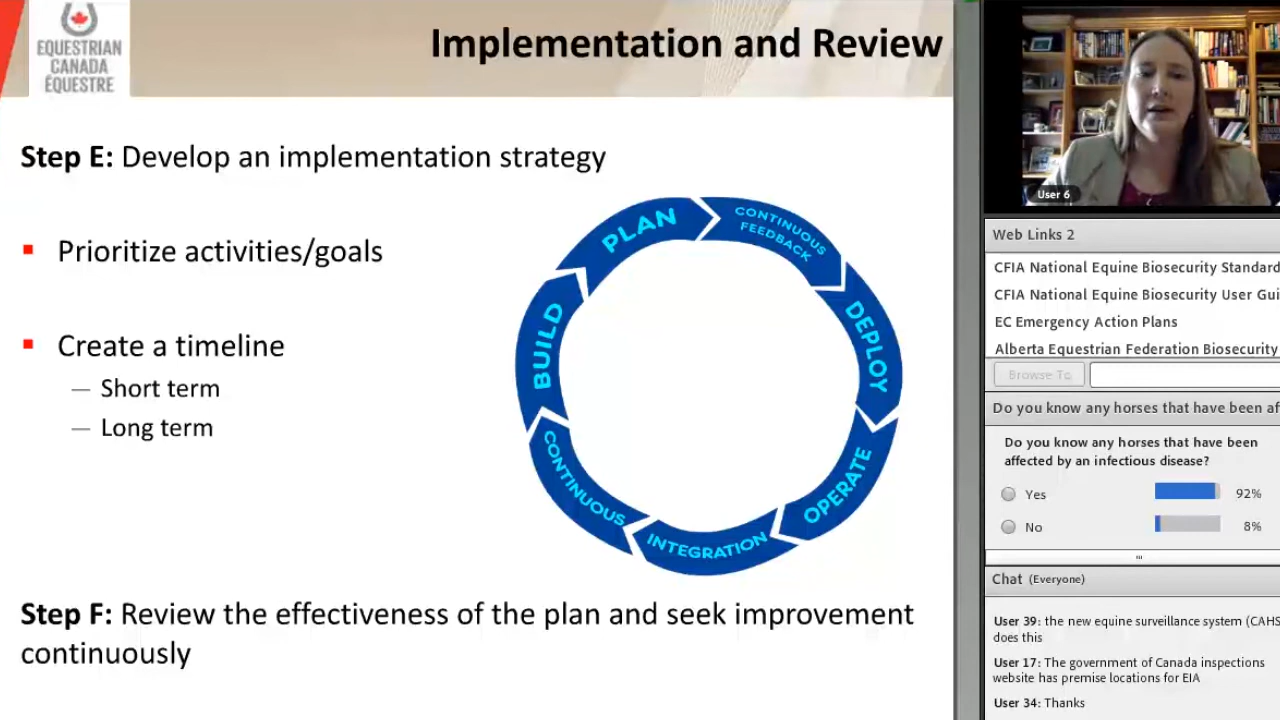 EQUESTRIAN
CANADA
ÉQUESTRE
Implementation and Review
Step E: Develop an implementation strategy
Prioritize activities/goals
Create a timeline
— Short term
— Long term
PLAN
CONTINUOUS
FEEDBACK
DEPLOY
OPERATE
INTEGRATION
CONTINUOUS
BUILD
Step F: Review the effectiveness of the plan and seek improvement
continuously
User 6
Web Links 2
CFIA National Equine Biosecurity Standard
CFIA National Equine Biosecurity User Gui
EC Emergency Action Plans
Alberta Equestrian Federation Biosecurity
Browse To
Do you know any horses that have been af
Do you know any horses that have been
affected by an infectious disease?
Yes 92%
No 8%
Chat (Everyone)
User 39: the new equine surveillance system (CAHS
does this
User 17: The government of Canada inspections
website has premise locations for EIA
User 34: Thanks